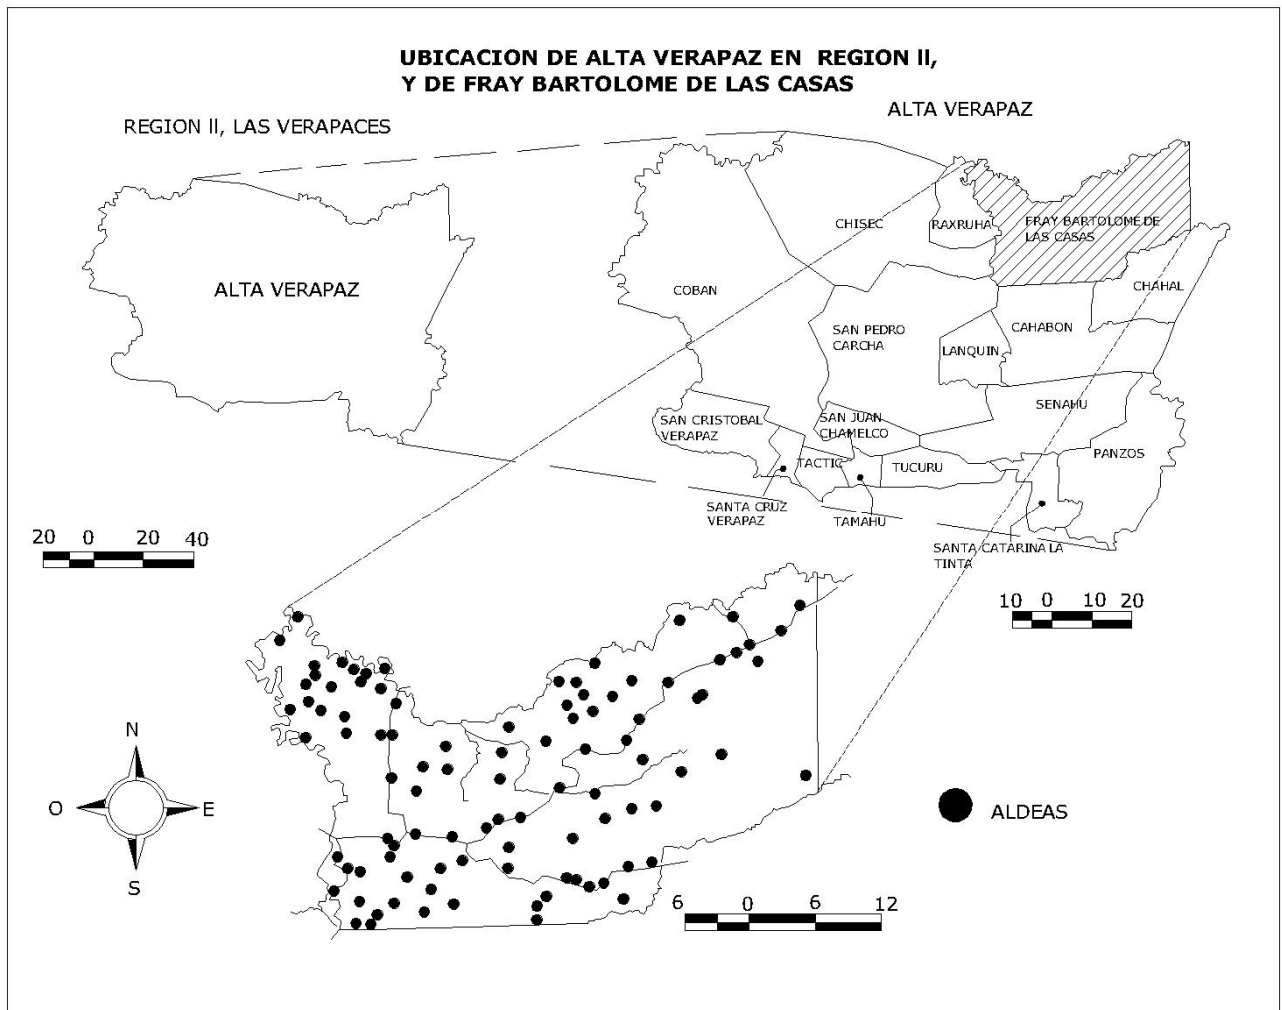 UBICACION DE ALTA VERAPAZ EN REGION ll,
Y DE FRAY BARTOLOME DE LAS CASAS
REGION ll, LAS VERAPACES
ALTA VERAPAZ
ALTA VERAPAZ
CHISEC
RAXRUHA
FRAY BARTOLOME DE
LAS CASAS
COBAN
CHAHAL
SAN PEDRO
CARCHA
CAHABON
LANQUIN
SENAHU
SAN CRISTOBAL
VERAPAZ
SAN JUAN
CHAMELCO
TACTIC
TUCURU
PANZOS
SANTA CRUZ
VERAPAZ
TAMAHU
SANTA CATARINA LA
TINTA
20 0 20 40
10 0 10 20
N
O E
S
ALDEAS
6 0 6 12